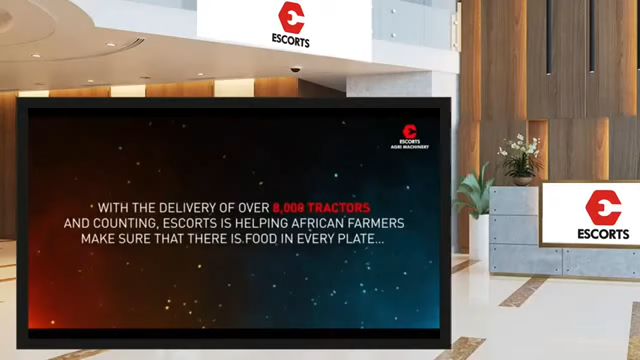 ESCORTS
ESCORTS
AGRI MACHINERY
WITH THE DELIVERY OF OVER 8,009 TRACTORS
AND COUNTING, ESCORTS IS HELPING AFRICAN FARMERS
MAKE SURE THAT THERE IS FOOD IN EVERY PLATE...
ESCORTS